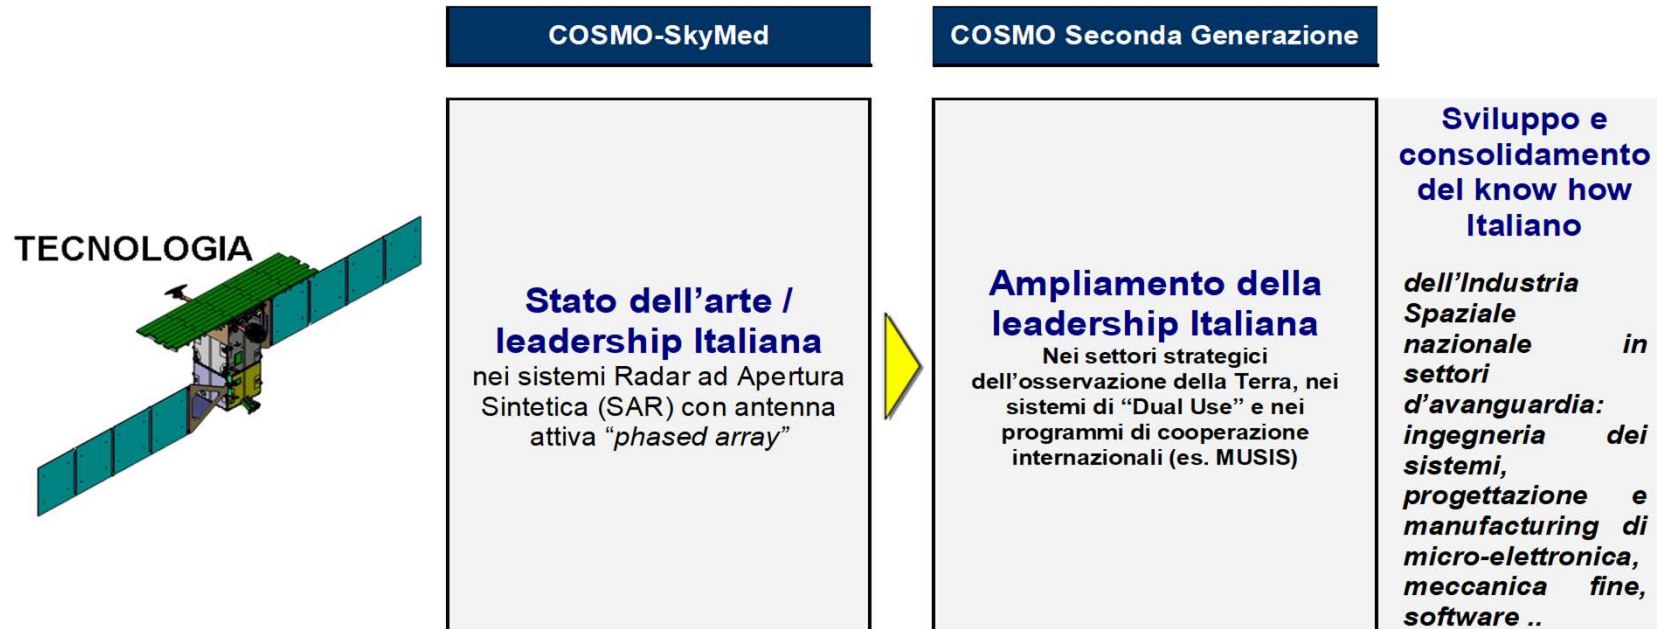 COSMO-SkyMed
COSMO Seconda Generazione
TECNOLOGIA
Stato dell’arte /
leadership Italiana
nei sistemi Radar ad Apertura
Sintetica (SAR) con antenna
attiva “phased array”
Ampliamento della
leadership Italiana
Nei settori strategici
dell’osservazione della Terra, nei
sistemi di “Dual Use” e nei
programmi di cooperazione
internazionali (es. MUSIS)
Sviluppo e
consolidamento
del know how
Italiano
dell’Industria
Spaziale
nazionale in
settori
d’avanguardia:
ingegneria dei
sistemi,
progettazione e
manufacturing di
micro-elettronica,
meccanica fine,
software ..